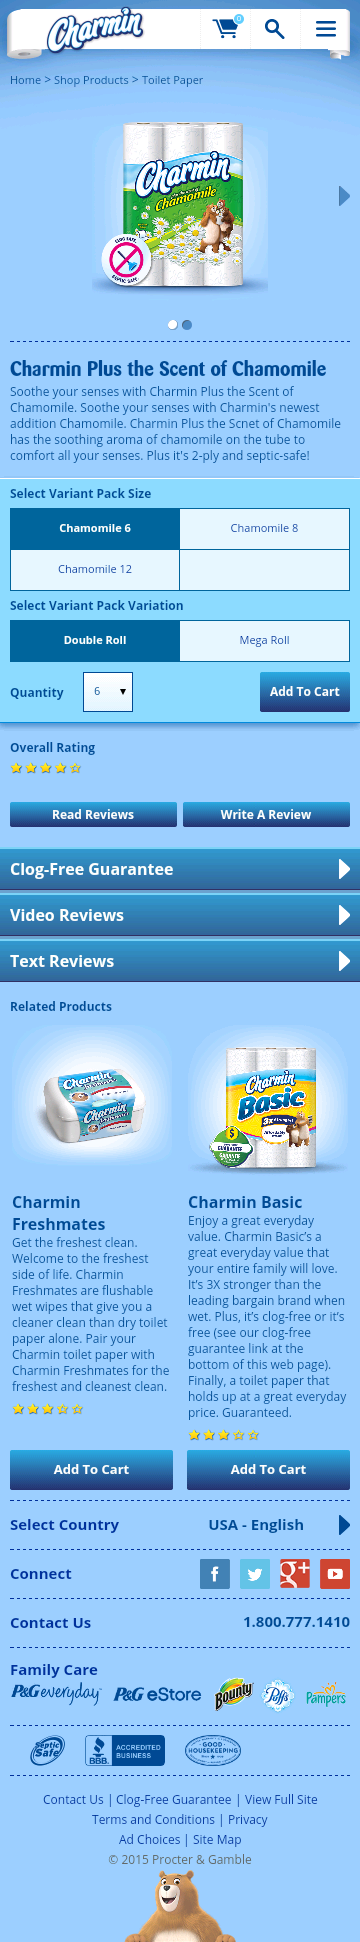 Charmin
0
Home > Shop Products > Toilet Paper
Charmin
Chamomile
CLOG SAFE
SEPTIC SAFE
Charmin Plus the Scent of Chamomile
Soothe your senses with Charmin Plus the Scent of
Chamomile. Soothe your senses with Charmin's newest
addition Chamomile. Charmin Plus the Scnet of Chamomile
has the soothing aroma of chamomile on the tube to
comfort all your senses. Plus it's 2-ply and septic-safe!
Select Variant Pack Size
Chamomile 6 Chamomile 8
Chamomile 12
Select Variant Pack Variation
Double Roll Mega Roll
Quantity 6 Add To Cart
Overall Rating
Read Reviews Write A Review
Clog-Free Guarantee
Video Reviews
Text Reviews
Related Products
Charmin
Charmin
Charmin
Basic
GUARANTEE
Charmin
Freshmates
Get the freshest clean.
Welcome to the freshest
side of life. Charmin
Freshmates are flushable
wet wipes that give you a
cleaner clean than dry toilet
paper alone. Pair your
Charmin toilet paper with
Charmin Freshmates for the
freshest and cleanest clean.
Add To Cart
Charmin Basic
Enjoy a great everyday
value. Charmin Basic's a
great everyday value that
your entire family will love.
It's 3X stronger than the
leading bargain brand when
wet. Plus, it's clog-free or it's
free (see our clog-free
guarantee link at the
bottom of this web page).
Finally, a toilet paper that
holds up at a great everyday
price. Guaranteed.
Add To Cart
Select Country USA - English
Connect f g+
Contact Us 1.800.777.1410
Family Care
P&G everyday P&G eStore Bounty Puffs Pampers
Septic Safe BBB ACCREDITED BUSINESS GOOD HOUSEKEEPING
Contact Us | Clog-Free Guarantee | View Full Site
Terms and Conditions | Privacy
Ad Choices | Site Map
© 2015 Procter & Gamble